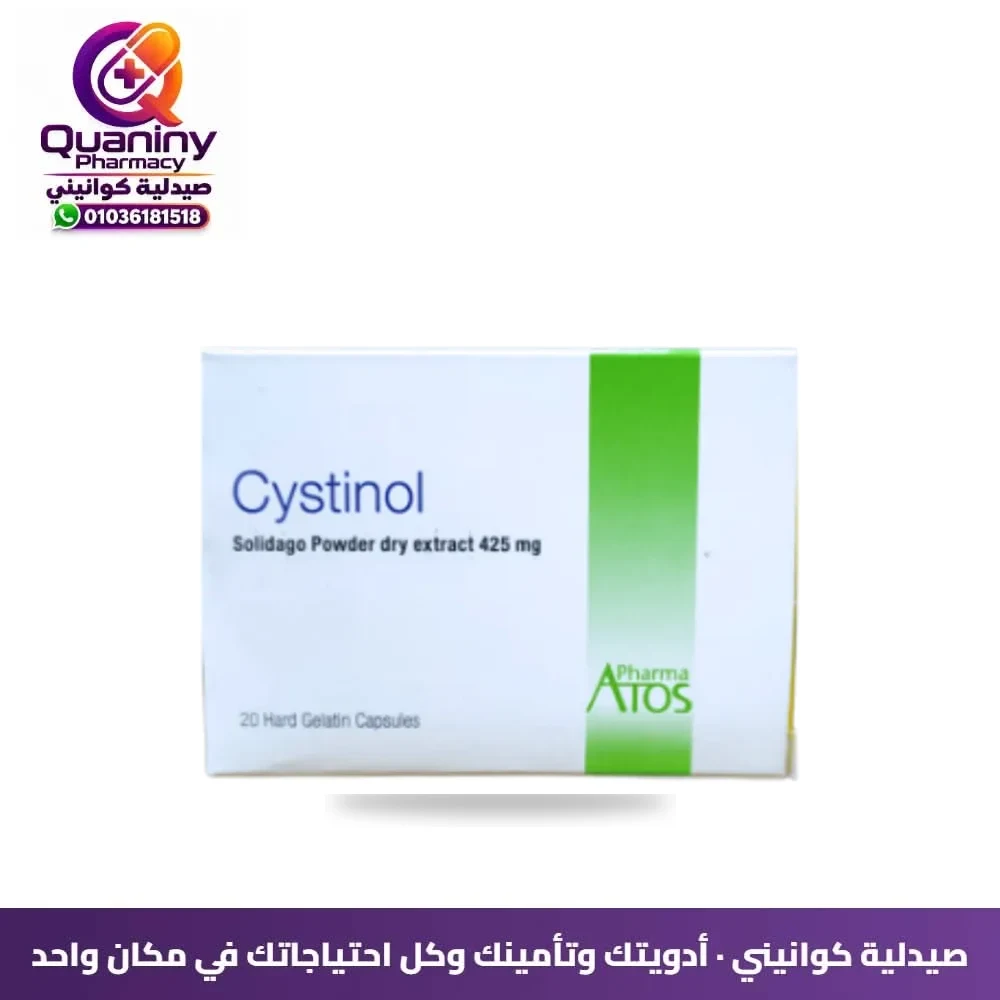 Quaniny
Pharmacy
صيدلية كوانيني
01036181518
Cystinol
Solidago Powder dry extract 425 mg
Pharma
ATOS
20 Hard Gelatin Capsules
صيدلية كوانيني · أدويتك وتأمينك وكل احتياجاتك في مكان واحد